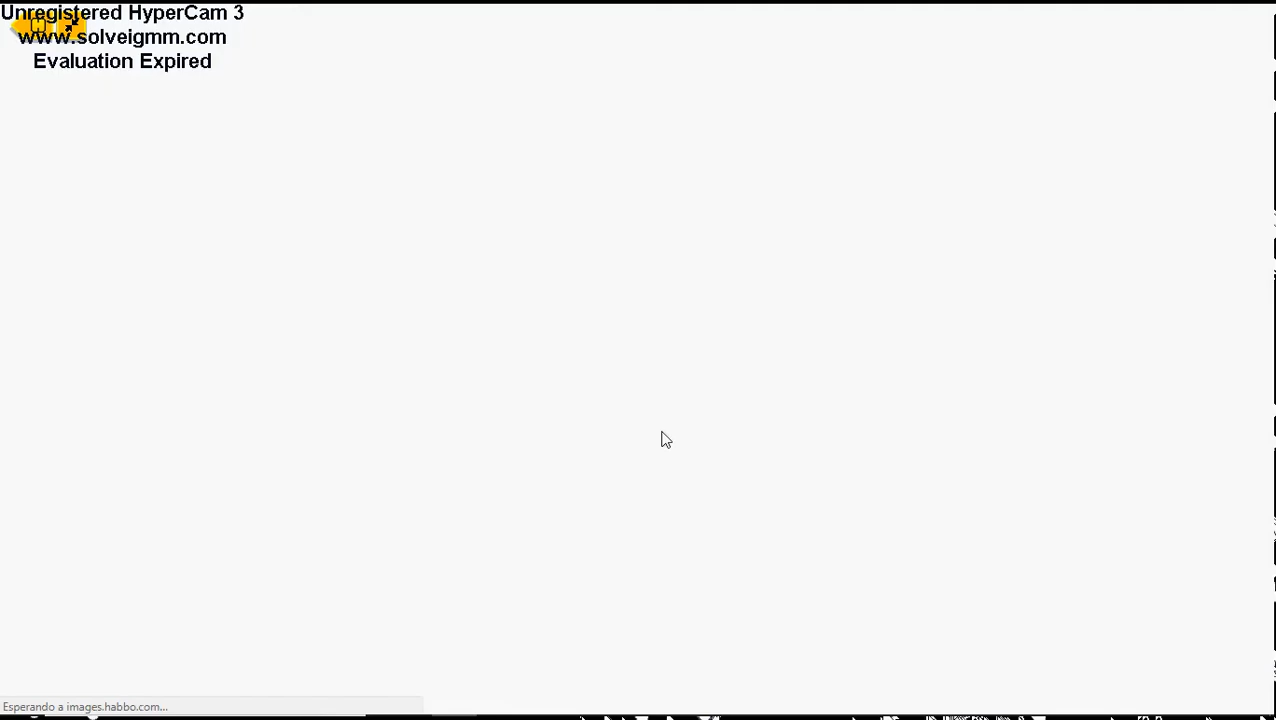 Unregistered HyperCam 3
www.solveigmm.com
Evaluation Expired
Esperando a images.habbo.com...